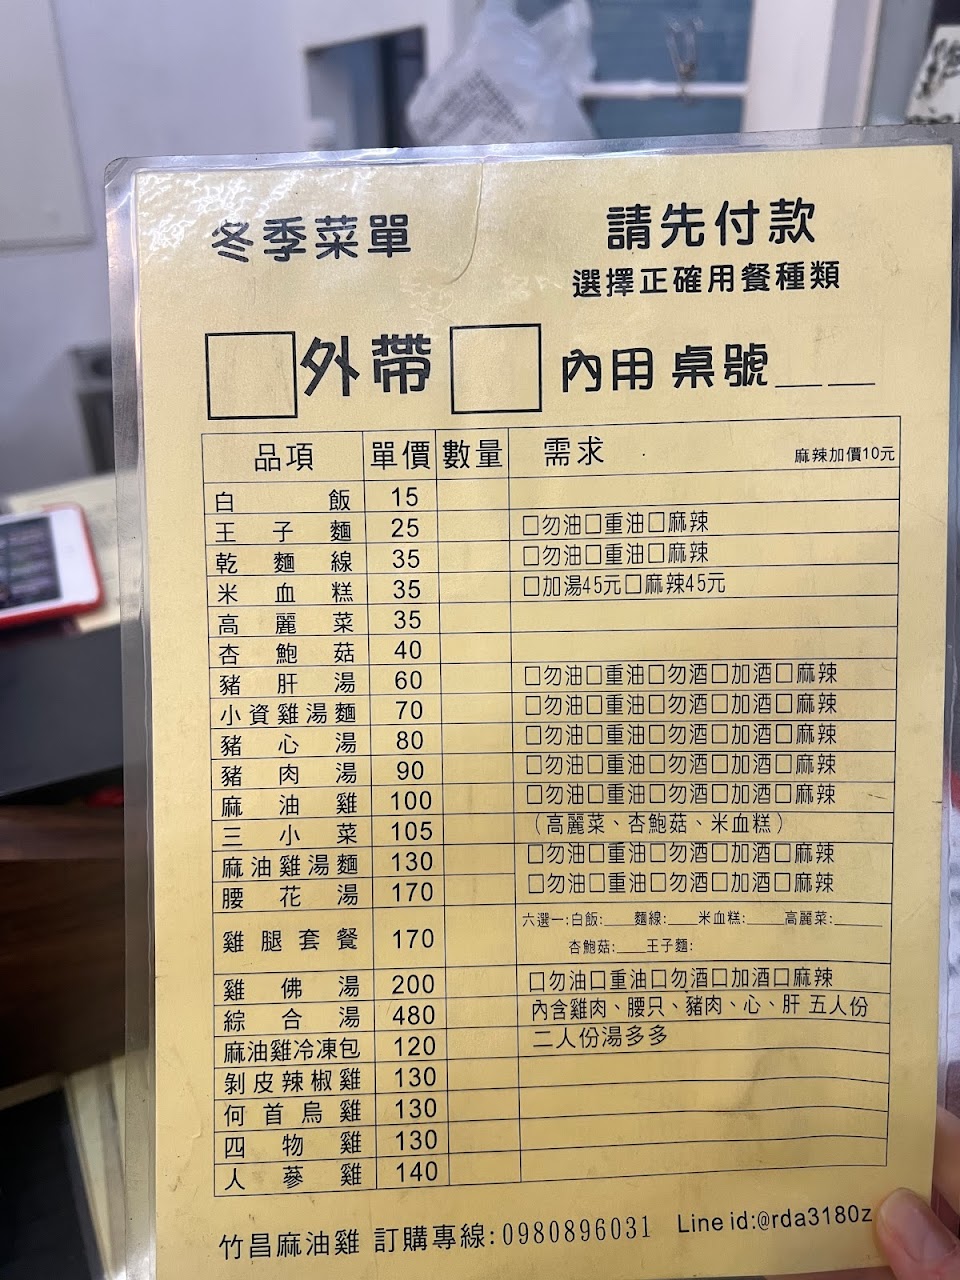 冬季菜單
請先付款
選擇正確用餐種類
□外帶 □內用 桌號__ __
品項 單價 數量 需求 麻辣加價10元
白飯 15
王子麵 25 □勿油□重油□麻辣
乾麵線 35 □勿油□重油□麻辣
米血糕 35 □加湯45元□麻辣45元
高麗菜 35
杏鮑菇 40
豬肝湯 60 □勿油□重油□勿酒□加酒□麻辣
小資雞湯麵 70 □勿油□重油□勿酒□加酒□麻辣
豬心湯 80 □勿油□重油□勿酒□加酒□麻辣
豬肉湯 90 □勿油□重油□勿酒□加酒□麻辣
麻油雞 100 □勿油□重油□勿酒□加酒□麻辣
三小菜 105 (高麗菜、杏鮑菇、米血糕)
麻油雞湯麵 130 □勿油□重油□勿酒□加酒□麻辣
腰花湯 170 □勿油□重油□勿酒□加酒□麻辣
雞腿套餐 170 六選一:白飯:___ 麵線:___ 米血糕:____ 高麗菜:_____
杏鮑菇:___王子麵:
雞佛湯 200 □勿油□重油□勿酒□加酒□麻辣
綜合湯 480 內含雞肉、腰只、豬肉、心、肝 五人份
麻油雞冷凍包 120 二人份湯多多
剝皮辣椒雞 130
何首烏雞 130
四物雞 130
人蔘雞 140
竹昌麻油雞 訂購專線:0980896031 Line id:@rda3180z